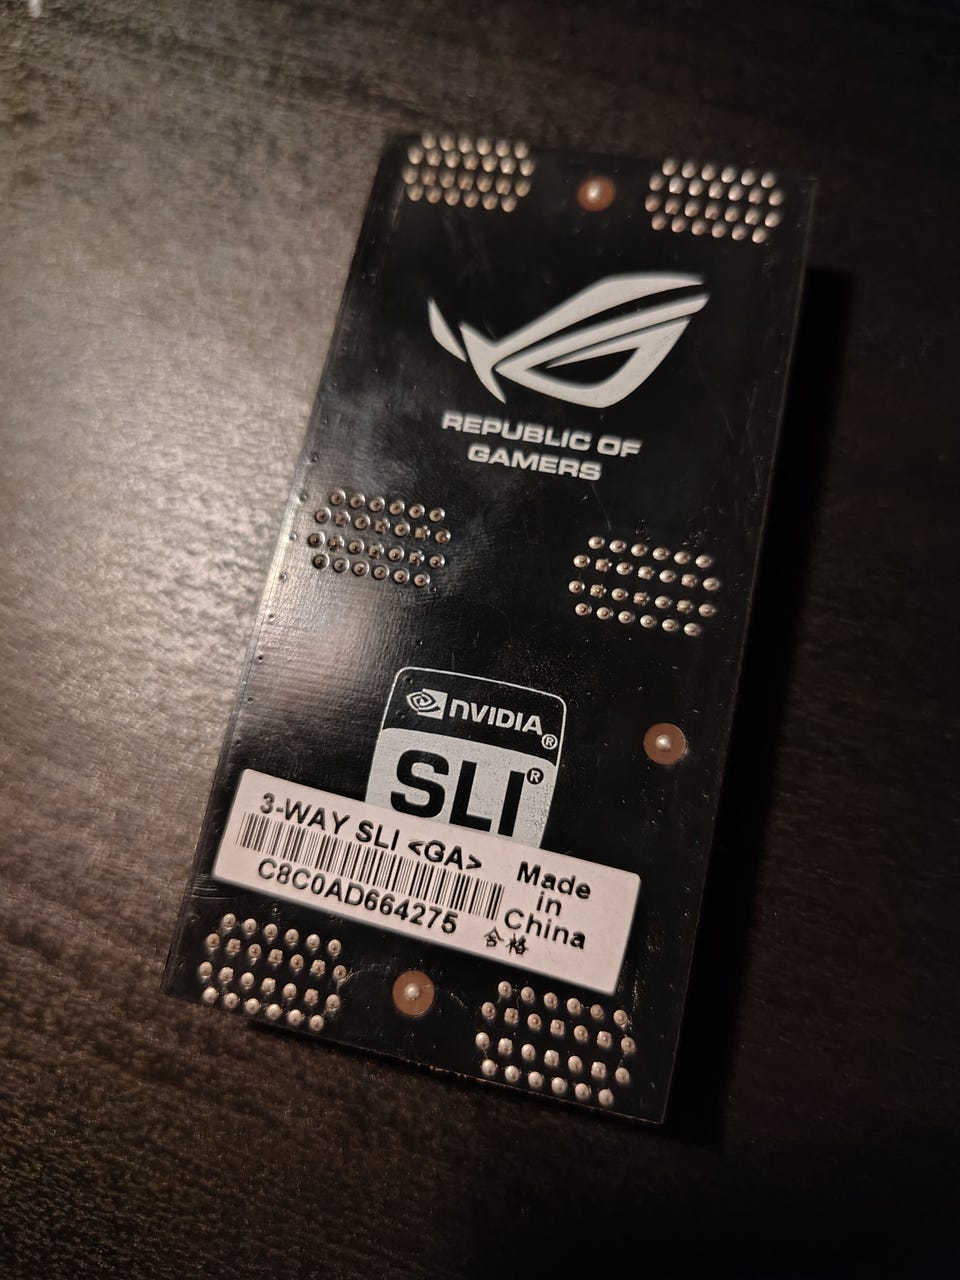 REPUBLIC OF
GAMERS
NVIDIA®
SLI®
3-WAY SLI <GA>
C8C0AD664275
Made
in
China
合格